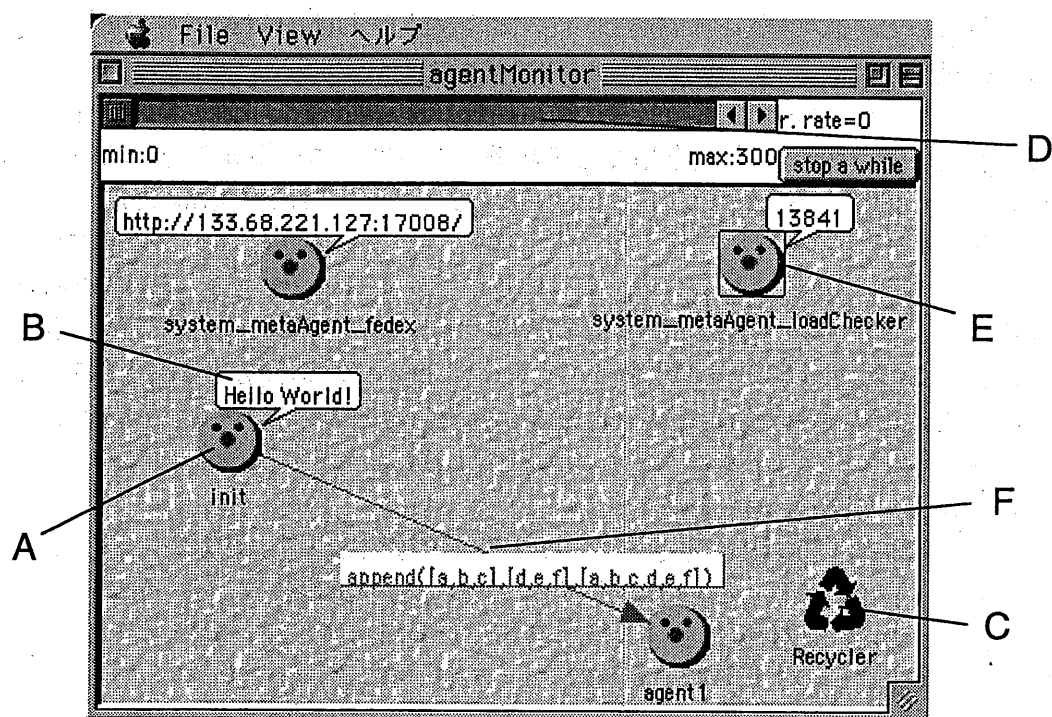 File View ヘルプ
agentMonitor
r. rate=0
D
min:0
max:300
stop a while
http://133.68.221.127:17008/
13841
system_metaAgent_fedex
system_metaAgent_loadChecker
E
B
Hello World!
init
A
F
append([a,b,c],[d,e,f],[a,b,c,d,e,f])
C
Recycler
agent1